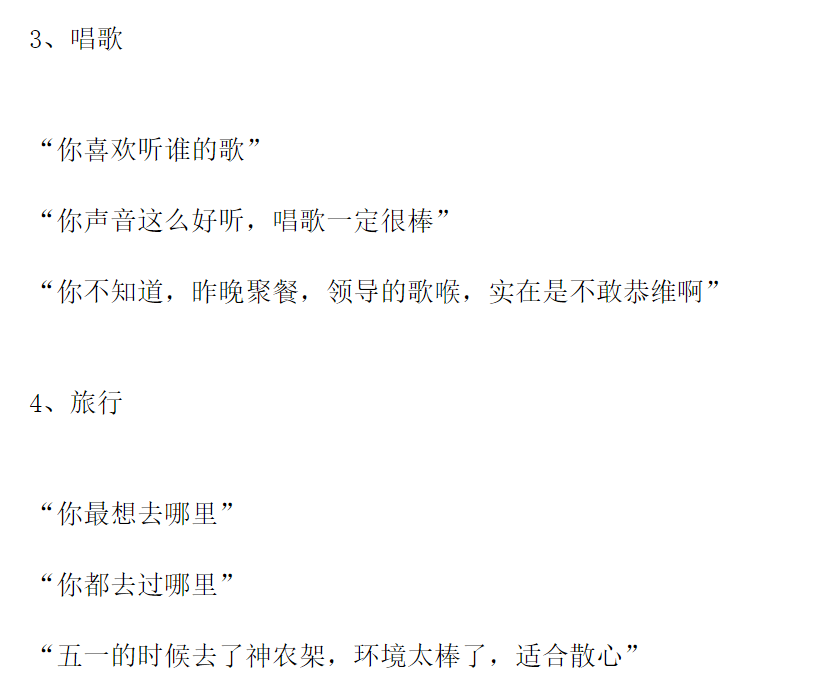 3、唱歌
“你喜欢听谁的歌”
“你声音这么好听，唱歌一定很棒”
“你不知道，昨晚聚餐，领导的歌喉，实在是不敢恭维啊”
4、旅行
“你最想去哪里”
“你都去过哪里”
“五一的时候去了神农架，环境太棒了，适合散心”